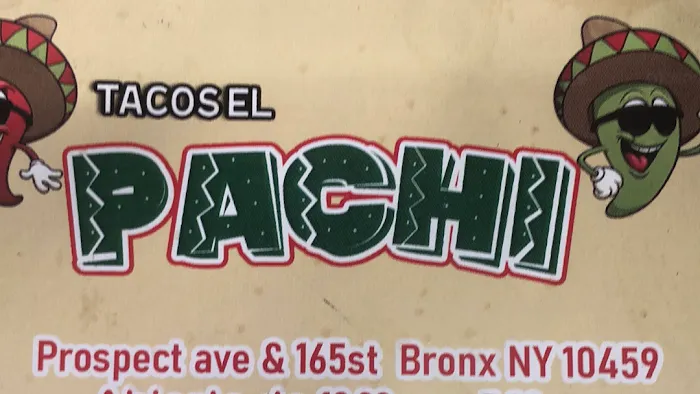 TACOS EL
PACHI
Prospect ave & 165st Bronx NY 10459